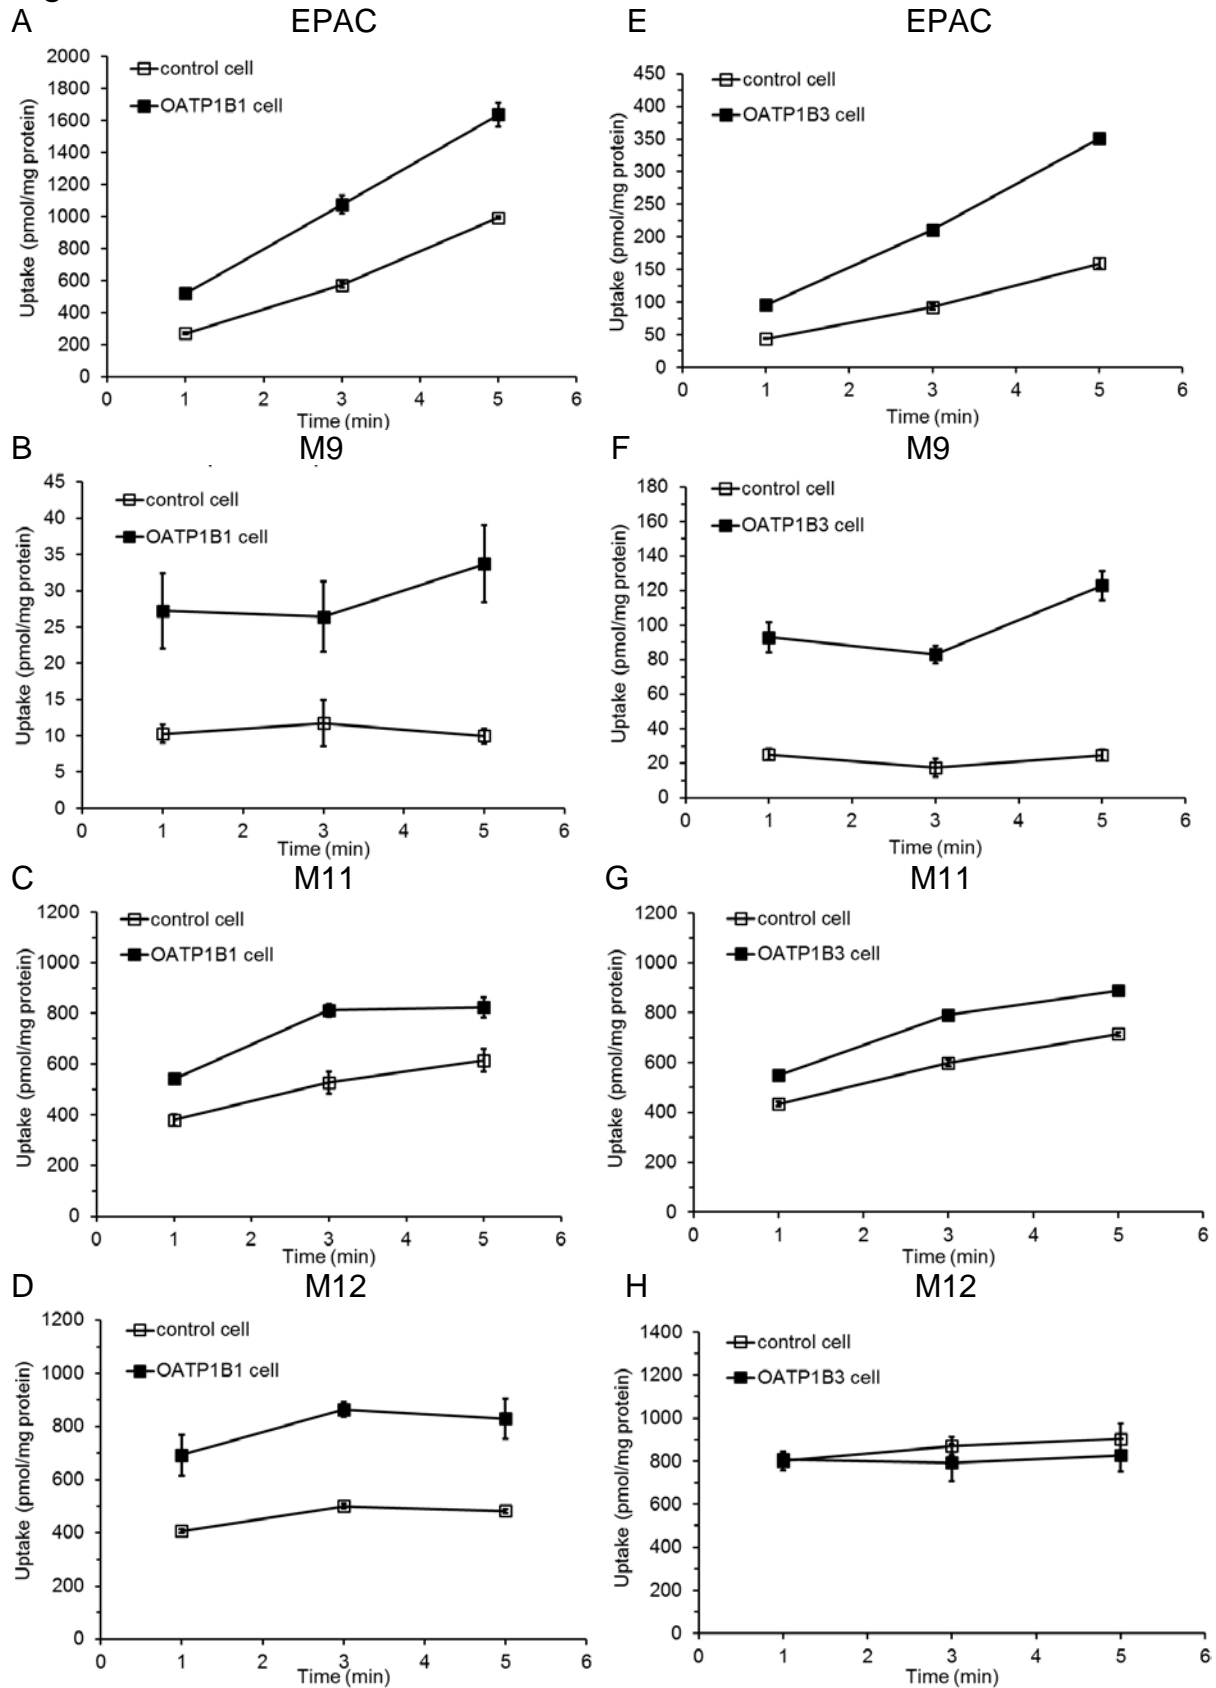 A
EPAC
control cell
OATP1B1 cell
Uptake (pmol/mg protein)
2000
1800
1600
1400
1200
1000
800
600
400
200
0
0 1 2 3 4 5 6
Time (min)
E
EPAC
control cell
OATP1B3 cell
Uptake (pmol/mg protein)
450
400
350
300
250
200
150
100
50
0
0 1 2 3 4 5 6
Time (min)
B
M9
control cell
OATP1B1 cell
Uptake (pmol/mg protein)
45
40
35
30
25
20
15
10
5
0
0 1 2 3 4 5 6
Time (min)
F
M9
control cell
OATP1B3 cell
Uptake (pmol/mg protein)
180
160
140
120
100
80
60
40
20
0
0 1 2 3 4 5 6
Time (min)
C
M11
control cell
OATP1B1 cell
Uptake (pmol/mg protein)
1200
1000
800
600
400
200
0
0 1 2 3 4 5 6
Time (min)
G
M11
control cell
OATP1B3 cell
Uptake (pmol/mg protein)
1200
1000
800
600
400
200
0
0 1 2 3 4 5 6
Time (min)
D
M12
control cell
OATP1B1 cell
Uptake (pmol/mg protein)
1200
1000
800
600
400
200
0
0 1 2 3 4 5 6
Time (min)
H
M12
control cell
OATP1B3 cell
Uptake (pmol/mg protein)
1400
1200
1000
800
600
400
200
0
0 1 2 3 4 5 6
Time (min)